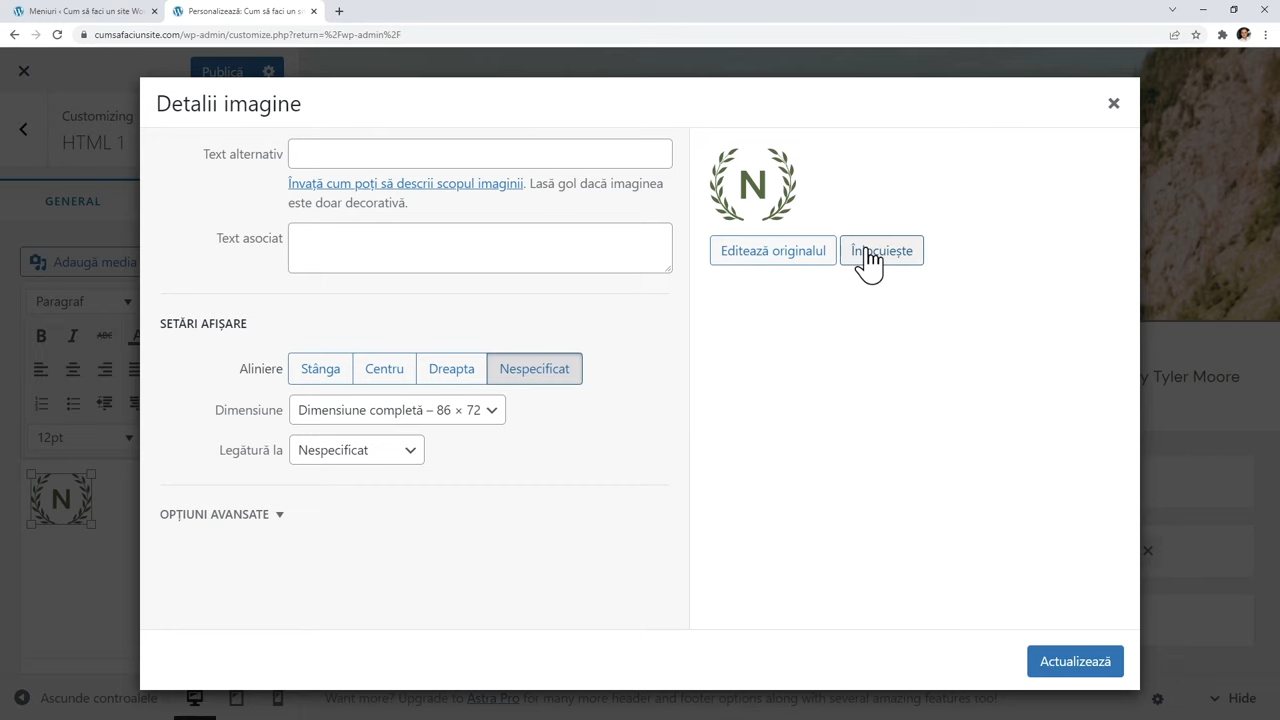 Meniuri ‹ Cum să faci un site Wo
Personalizează: Cum să faci un si
cumsafaciunsite.com/wp-admin/customize.php?return=%2Fwp-admin%2F
Publică
Customizing
HTML 1
GENERAL
Adaugă media
Paragraf
B I ABC A
12pt
N
Detalii imagine
Text alternativ
Învață cum poți să descrii scopul imaginii. Lasă gol dacă imaginea
este doar decorativă.
Text asociat
SETĂRI AFIȘARE
Aliniere Stânga Centru Dreapta Nespecificat
Dimensiune Dimensiune completă – 86 × 72
Legătură la Nespecificat
OPȚIUNI AVANSATE
N
Editează originalul
Actualizează
y Tyler Moore
Ascunde controalele
Want more? Upgrade to Astra Pro for many more header and footer options along with several amazing features too!
Hide